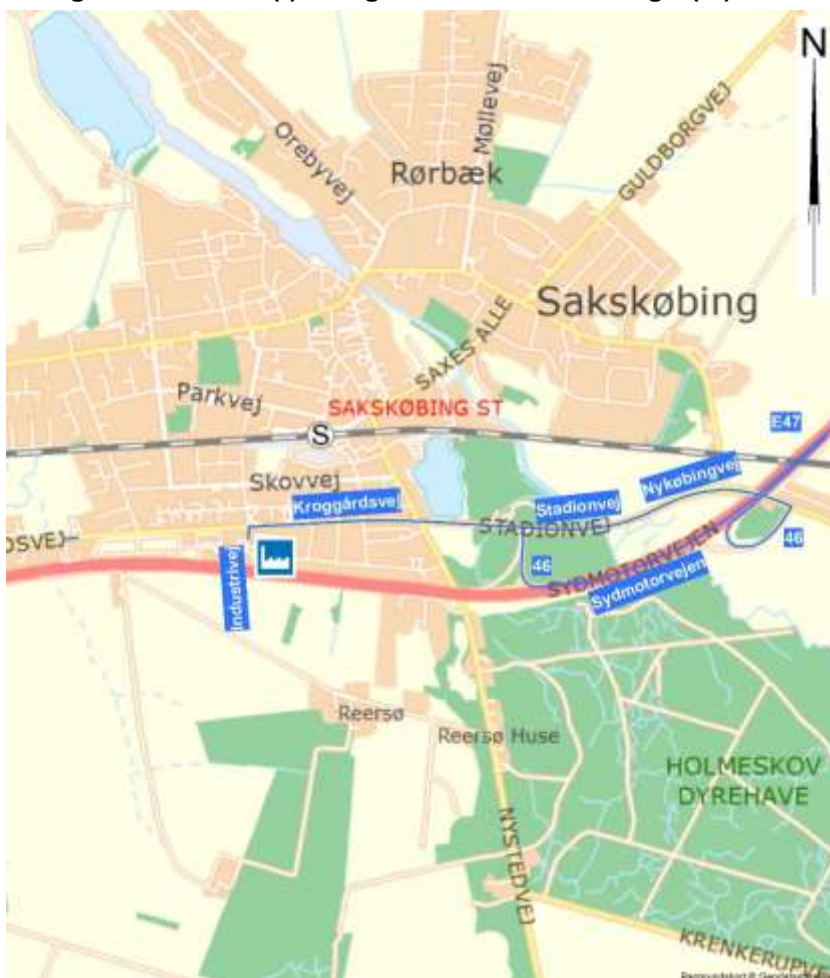 N
Møllevej
Orebyvej
GULDBORGVEJ
Rørbæk
Sakskøbing
SAXES ALLE
Parkvej
SAKSKØBING ST
E47
S
Skovvej
Nykøbingvej
Kroggårdsvej
Stadionvej
STADIONVEJ
DSVEJ
46
46
SYDMOTORVEJEN
Sydmotorvejen
Industrivej
Reersø
Reersø Huse
HOLMESKOV
DYREHAVE
NYSTEDVEJ
KRENKERUPVE